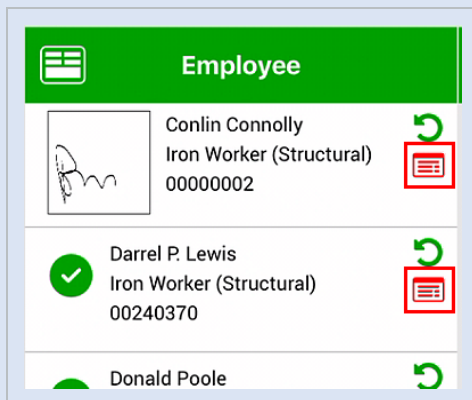 Employee
Conlin Connolly
Iron Worker (Structural)
00000002
Darrel P. Lewis
Iron Worker (Structural)
00240370
Donald Poole